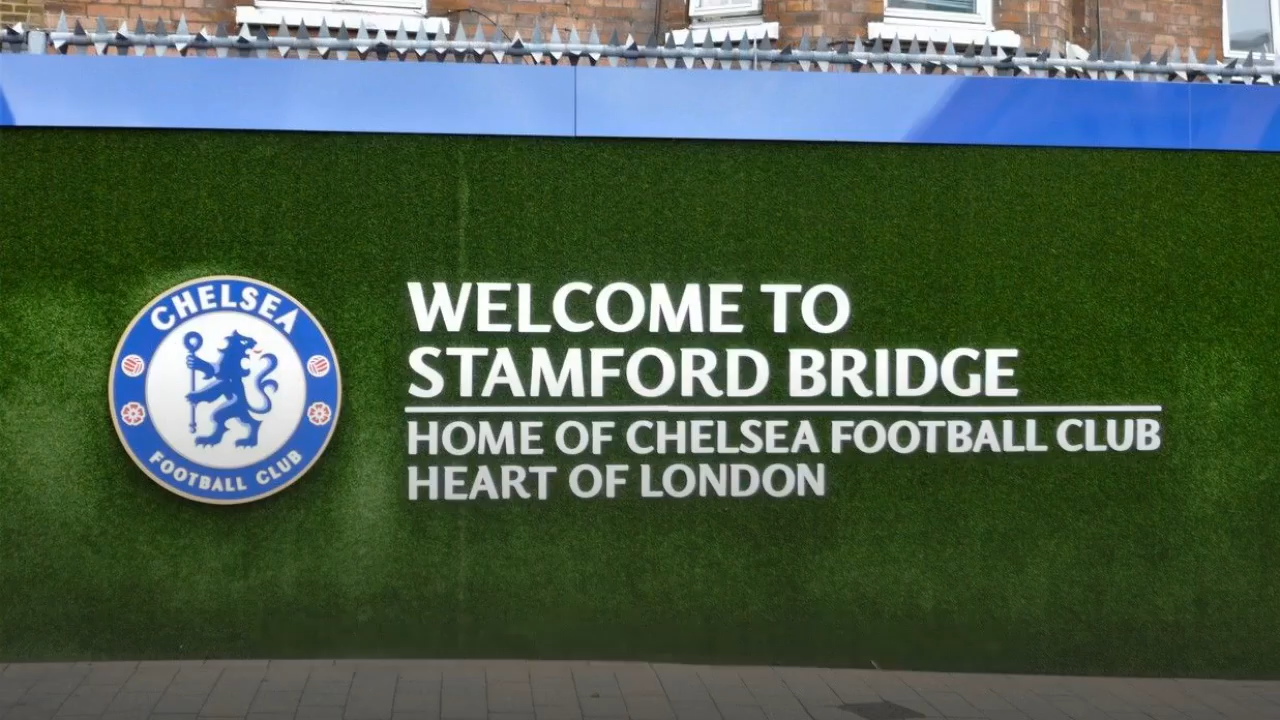 CHELSEA
FOOTBALL CLUB
WELCOME TO
STAMFORD BRIDGE
HOME OF CHELSEA FOOTBALL CLUB
HEART OF LONDON